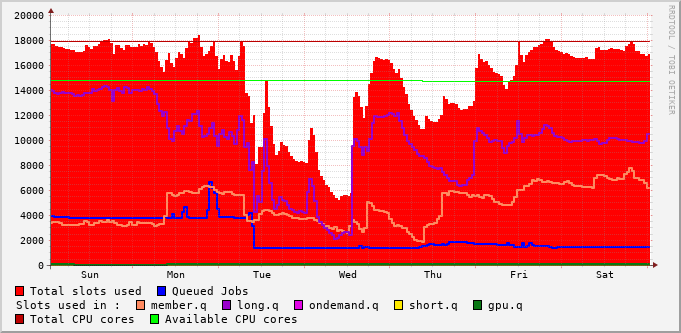 20000
18000
16000
14000
12000
10000
8000
6000
4000
2000
0
Sun Mon Tue Wed Thu Fri Sat
RRDTOOL / TOBI OETIKER
Total slots used Queued Jobs
Slots used in : member.q long.q ondemand.q short.q gpu.q
Total CPU cores Available CPU cores